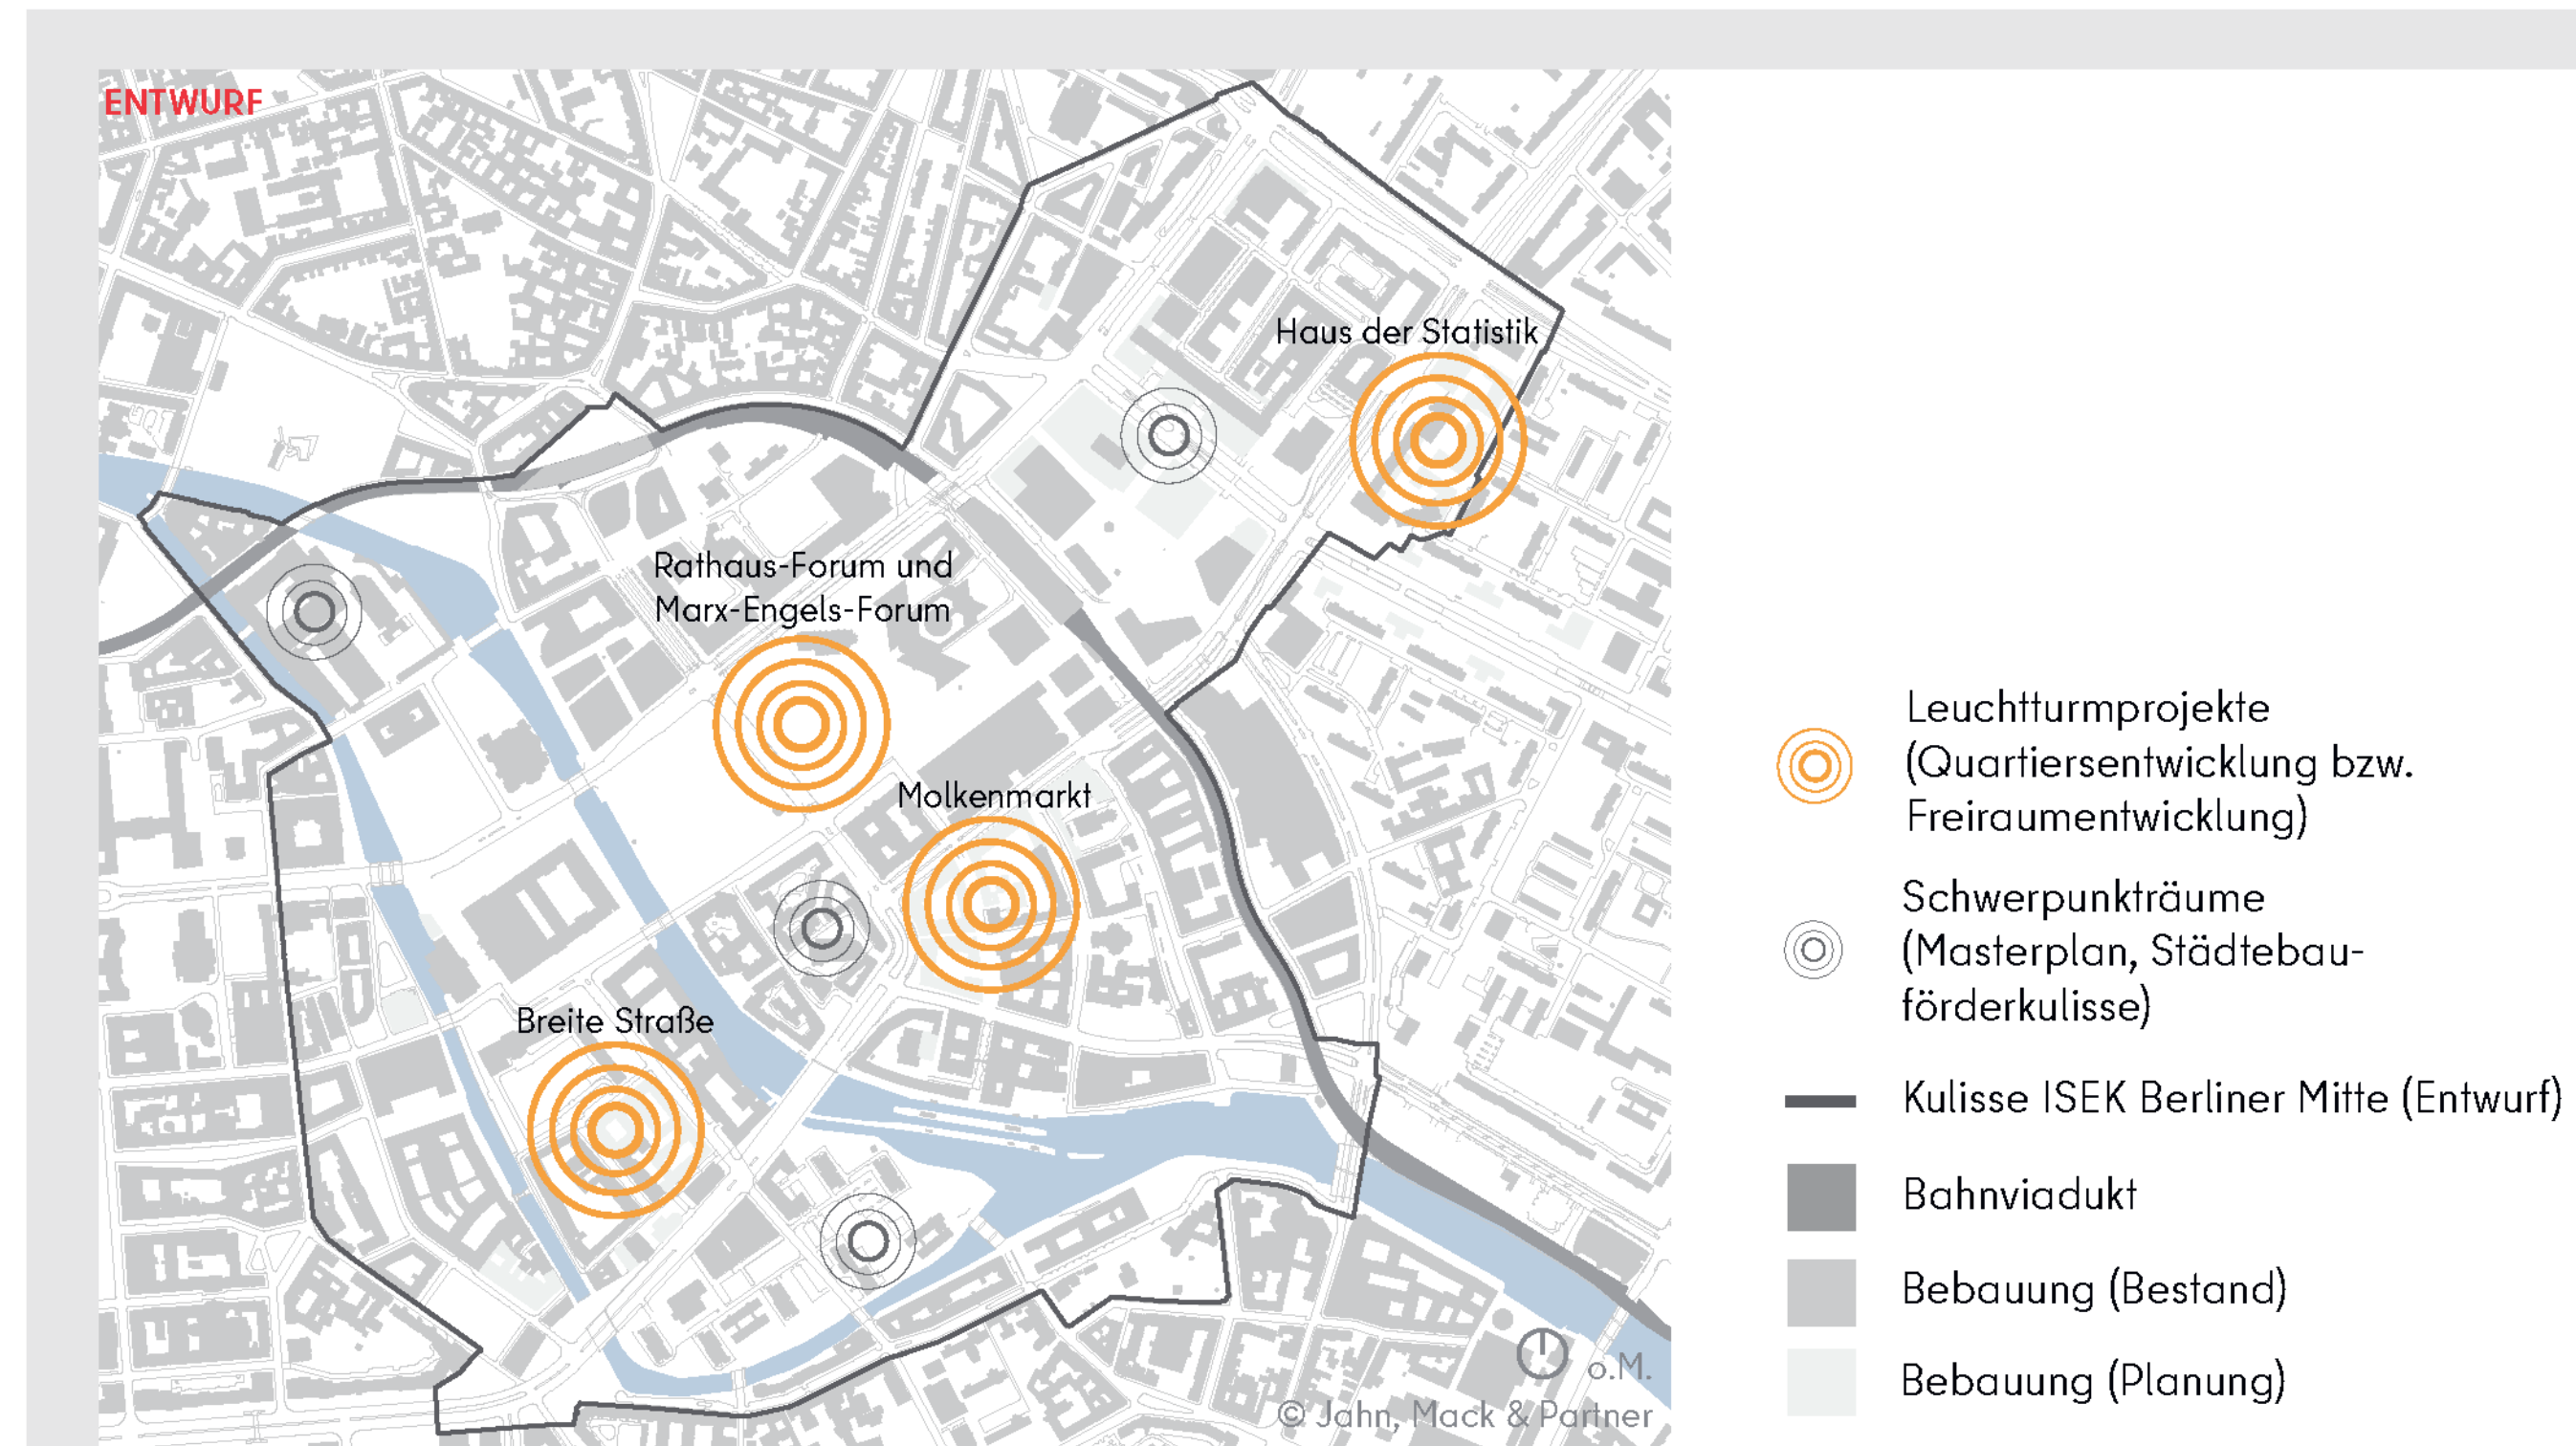 ENTWURF
Haus der Statistik
Rathaus-Forum und
Marx-Engels-Forum
Molkenmarkt
Breite Straße
o.M.
© Jahn, Mack & Partner
Leuchtturmprojekte
(Quartiersentwicklung bzw.
Freiraumentwicklung)
Schwerpunkträume
(Masterplan, Städtebau-
förderkulisse)
Kulisse ISEK Berliner Mitte (Entwurf)
Bahnviadukt
Bebauung (Bestand)
Bebauung (Planung)